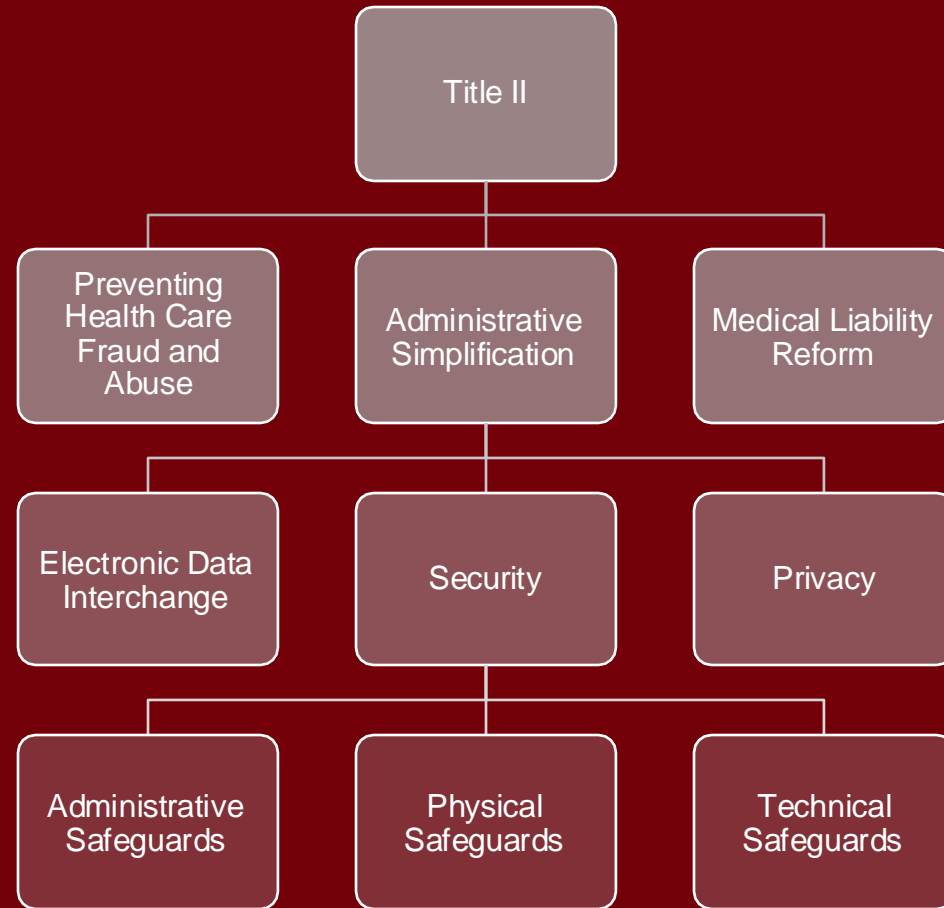 Title II
Preventing
Health Care
Fraud and
Abuse
Administrative
Simplification
Medical Liability
Reform
Electronic Data
Interchange
Security
Privacy
Administrative
Safeguards
Physical
Safeguards
Technical
Safeguards